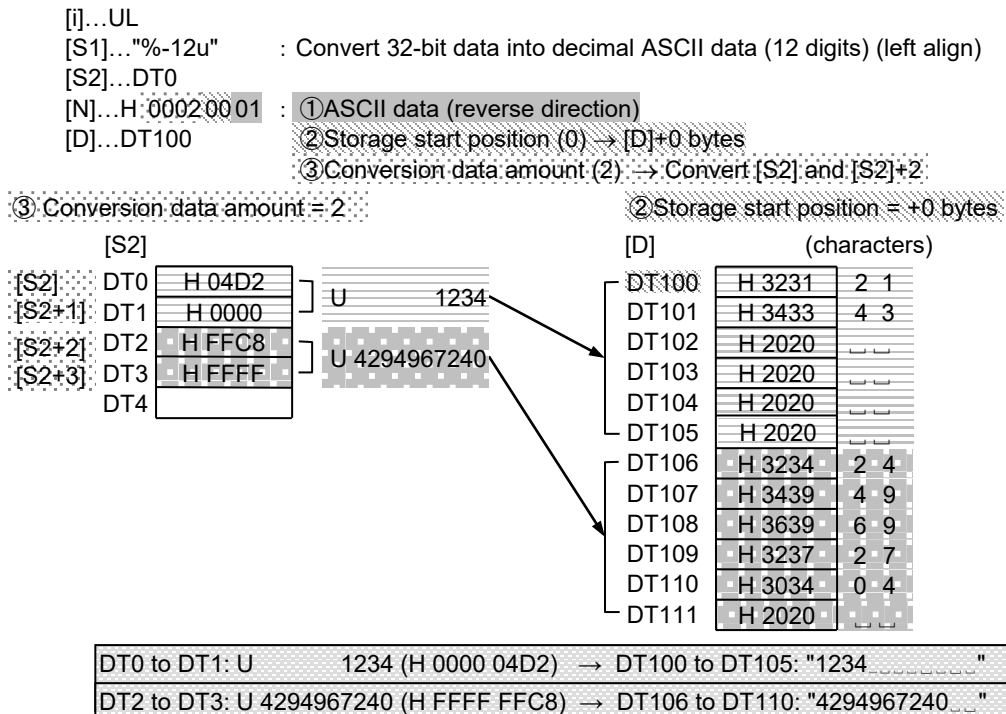 [i]…UL
[S1]…"%-12u" : Convert 32-bit data into decimal ASCII data (12 digits) (left align)
[S2]…DT0
[N]…H 0002 00 01 : ①ASCII data (reverse direction)
[D]…DT100 ②Storage start position (0) → [D]+0 bytes
③Conversion data amount (2) → Convert [S2] and [S2]+2
③ Conversion data amount = 2 ②Storage start position = +0 bytes
[S2] [D] (characters)
[S2] DT0 H 04D2 U 1234 DT100 H 3231 2 1
[S2+1] DT1 H 0000 DT101 H 3433 4 3
[S2+2] DT2 H FFC8 U 4294967240 DT102 H 2020 ␣␣
[S2+3] DT3 H FFFF DT103 H 2020 ␣␣
DT4 DT104 H 2020 ␣␣
DT105 H 2020 ␣␣
DT106 H 3234 2 4
DT107 H 3439 4 9
DT108 H 3639 6 9
DT109 H 3237 2 7
DT110 H 3034 0 4
DT111 H 2020 ␣␣
DT0 to DT1: U 1234 (H 0000 04D2) → DT100 to DT105: "1234␣␣␣␣␣␣␣␣"
DT2 to DT3: U 4294967240 (H FFFF FFC8) → DT106 to DT110: "4294967240␣␣"